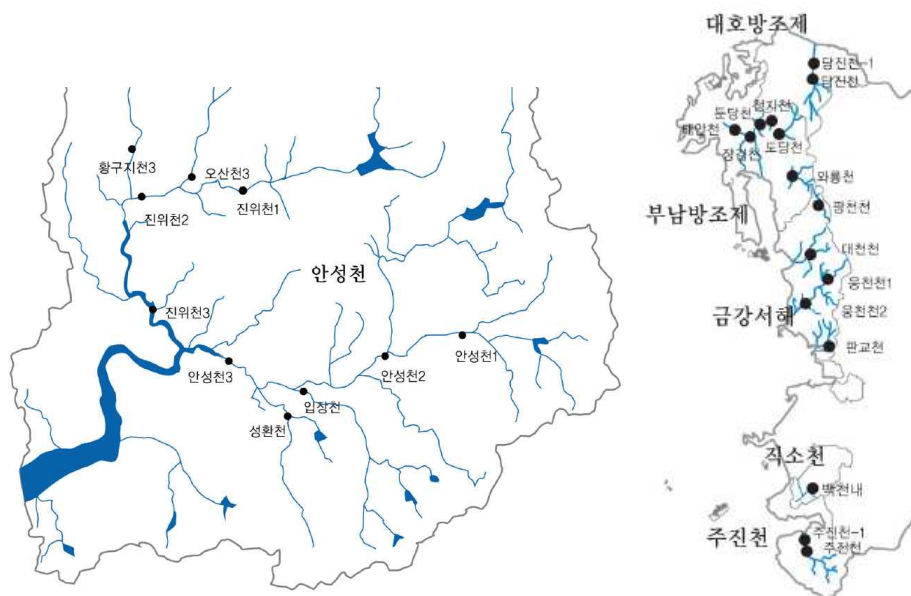 황구지천3
오산천3
진위천2
진위천1
안성천
진위천3
안성천3
안성천2
안성천1
입장천
성환천
대호방조제
당진천-1
당진천
둔당천
청지천
해암천
장검천
도당천
와룡천
부남방조제
광천천
대천천
웅천천1
금강서해
웅천천2
판교천
직소천
백천내
주진천
주진천-1
주진천